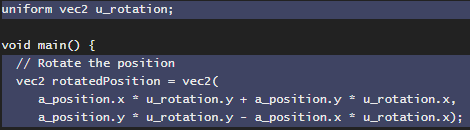 uniform vec2 u_rotation;
void main() {
// Rotate the position
vec2 rotatedPosition = vec2(
a_position.x * u_rotation.y + a_position.y * u_rotation.x,
a_position.y * u_rotation.y - a_position.x * u_rotation.x);